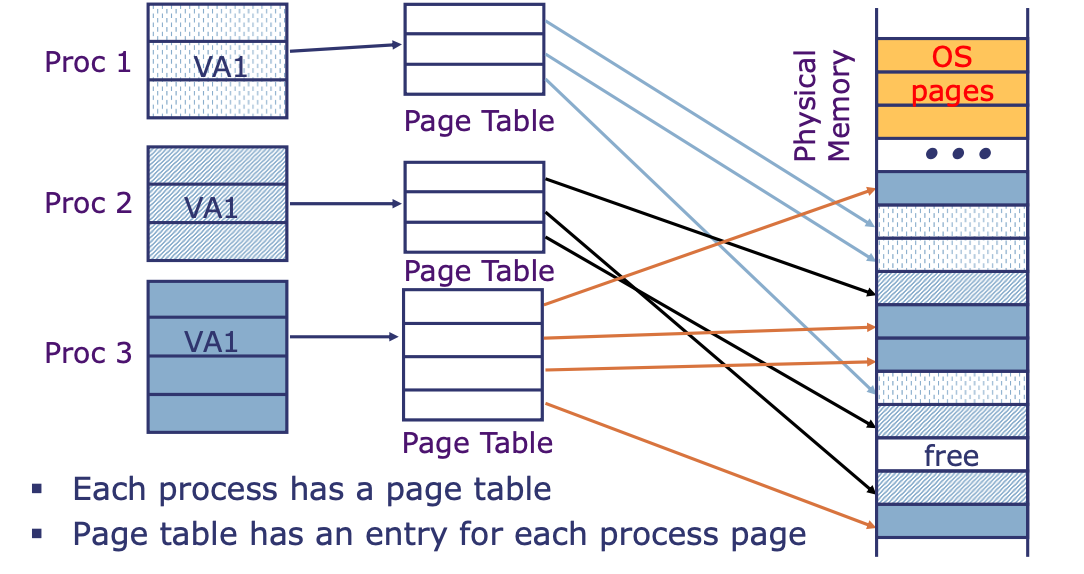 Proc 1
VA1
Page Table
Proc 2
VA1
Page Table
Proc 3
VA1
Page Table
Physical
Memory
OS
pages
• • •
free
▪ Each process has a page table
▪ Page table has an entry for each process page